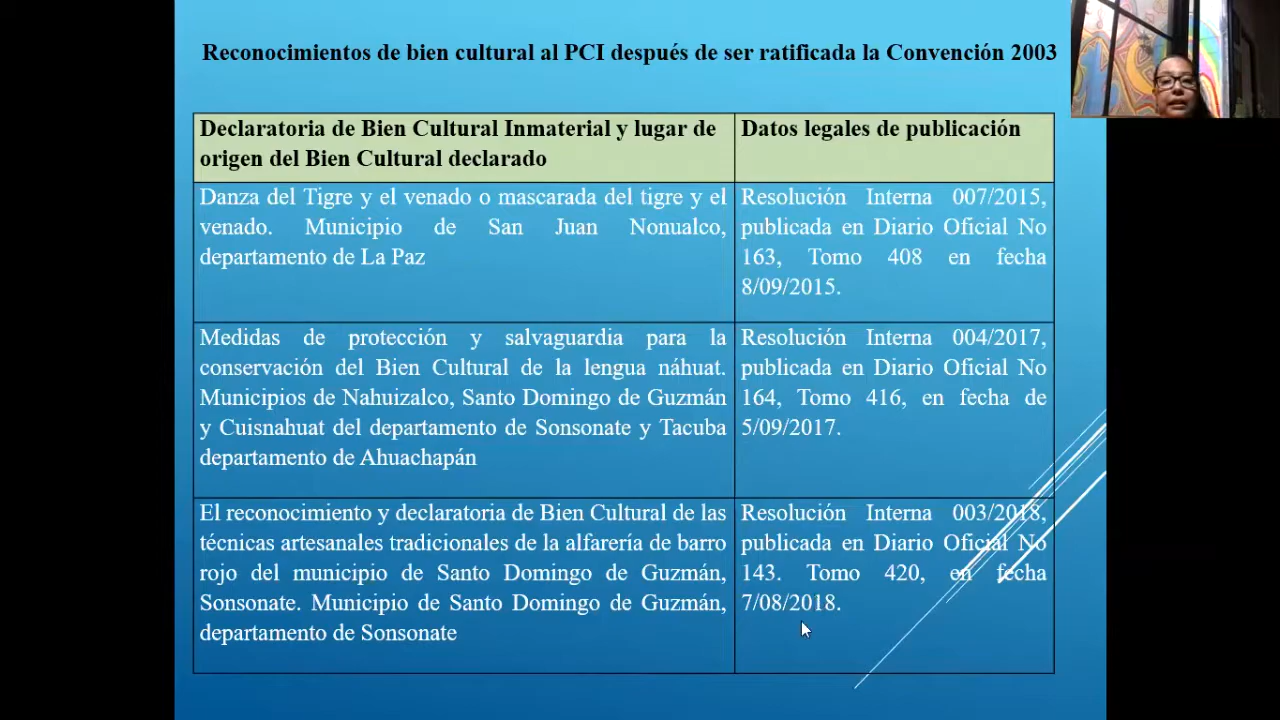 Reconocimientos de bien cultural al PCI después de ser ratificada la Convención 2003
Declaratoria de Bien Cultural Inmaterial y lugar de
origen del Bien Cultural declarado
Datos legales de publicación
Danza del Tigre y el venado o mascarada del tigre y el
venado. Municipio de San Juan Nonualco,
departamento de La Paz
Resolución Interna 007/2015,
publicada en Diario Oficial No
163, Tomo 408 en fecha
8/09/2015.
Medidas de protección y salvaguardia para la
conservación del Bien Cultural de la lengua náhuat.
Municipios de Nahuizalco, Santo Domingo de Guzmán
y Cuisnahuat del departamento de Sonsonate y Tacuba
departamento de Ahuachapán
Resolución Interna 004/2017,
publicada en Diario Oficial No
164, Tomo 416, en fecha de
5/09/2017.
El reconocimiento y declaratoria de Bien Cultural de las
técnicas artesanales tradicionales de la alfarería de barro
rojo del municipio de Santo Domingo de Guzmán,
Sonsonate. Municipio de Santo Domingo de Guzmán,
departamento de Sonsonate
Resolución Interna 003/2018,
publicada en Diario Oficial No
143. Tomo 420, en fecha
7/08/2018.